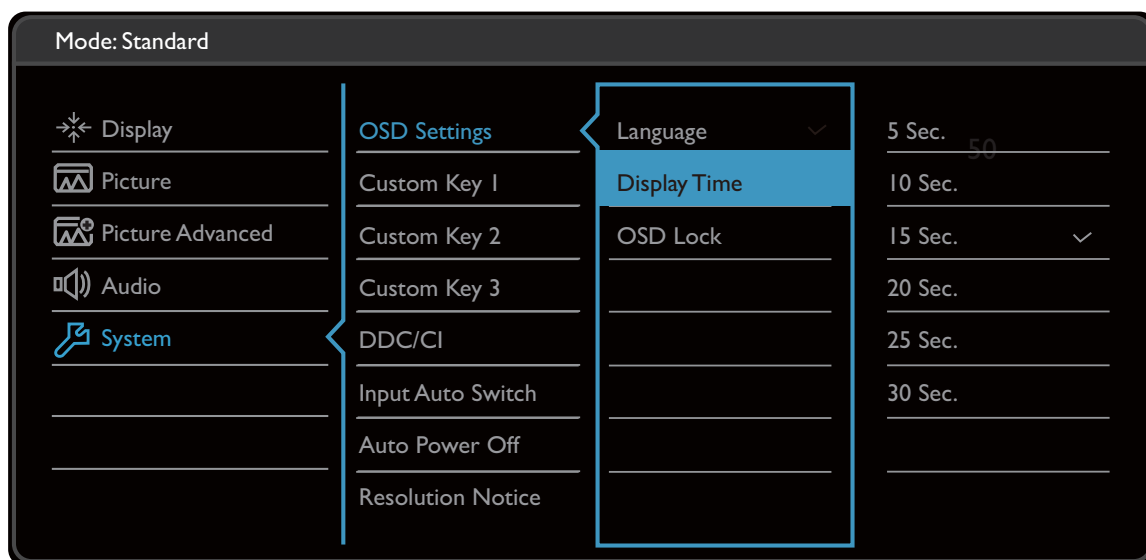 Mode: Standard
Display
Picture
Picture Advanced
Audio
System
OSD Settings
Custom Key 1
Custom Key 2
Custom Key 3
DDC/CI
Input Auto Switch
Auto Power Off
Resolution Notice
Language
Display Time
OSD Lock
5 Sec.
50
10 Sec.
15 Sec.
20 Sec.
25 Sec.
30 Sec.